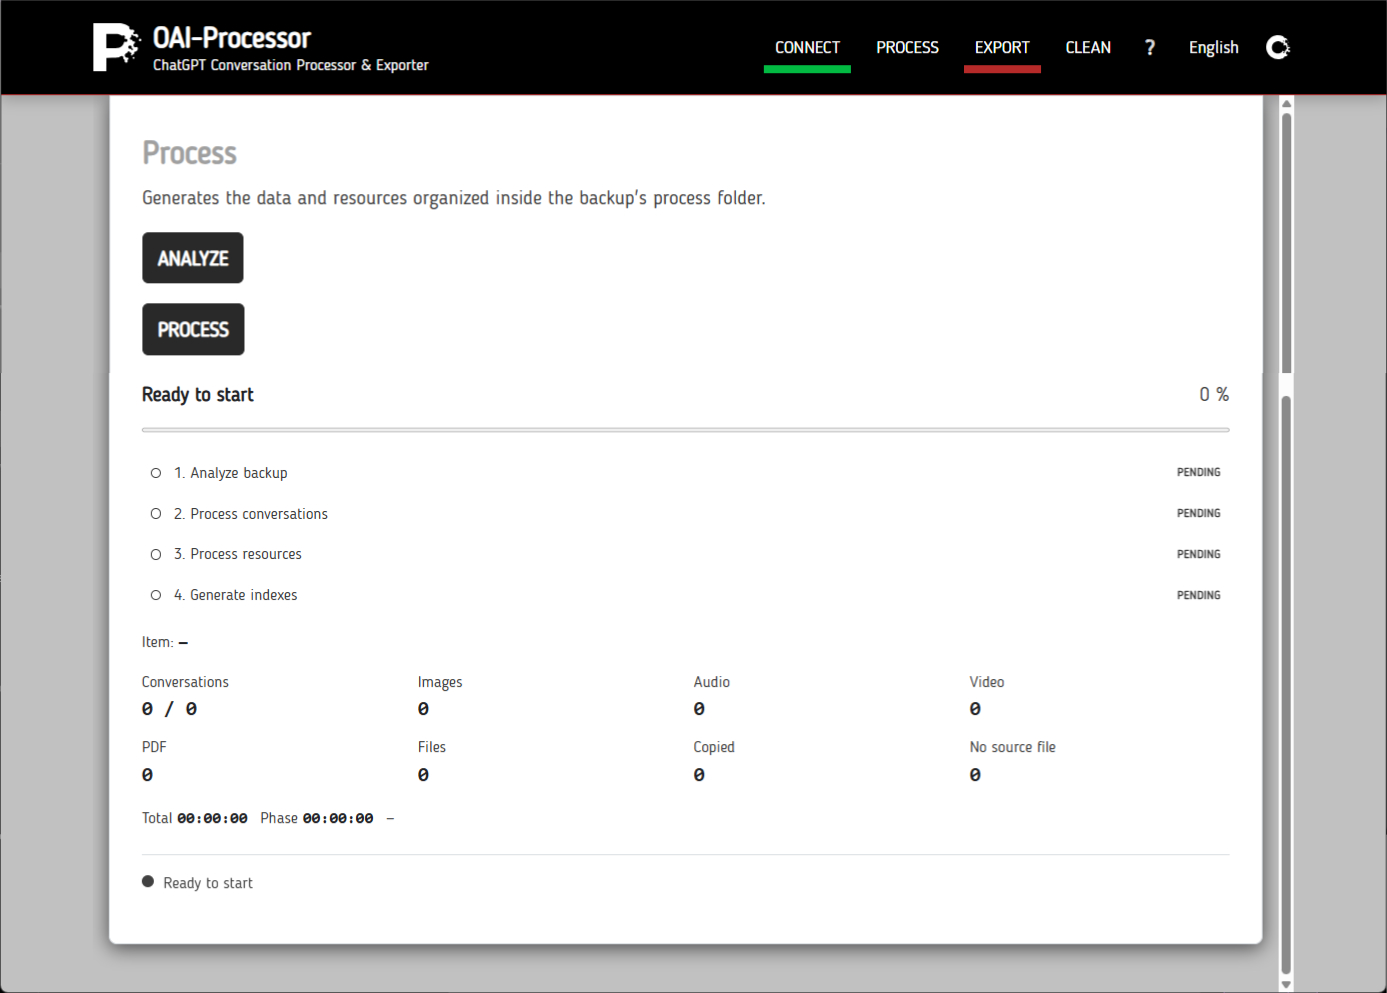 OAI-Processor
ChatGPT Conversation Processor & Exporter
CONNECT PROCESS EXPORT CLEAN ? English
Process
Generates the data and resources organized inside the backup's process folder.
ANALYZE
PROCESS
Ready to start 0 %
1. Analyze backup PENDING
2. Process conversations PENDING
3. Process resources PENDING
4. Generate indexes PENDING
Item: –
Conversations Images Audio Video
0 / 0 0 0 0
PDF Files Copied No source file
0 0 0 0
Total 00:00:00 Phase 00:00:00 –
Ready to start